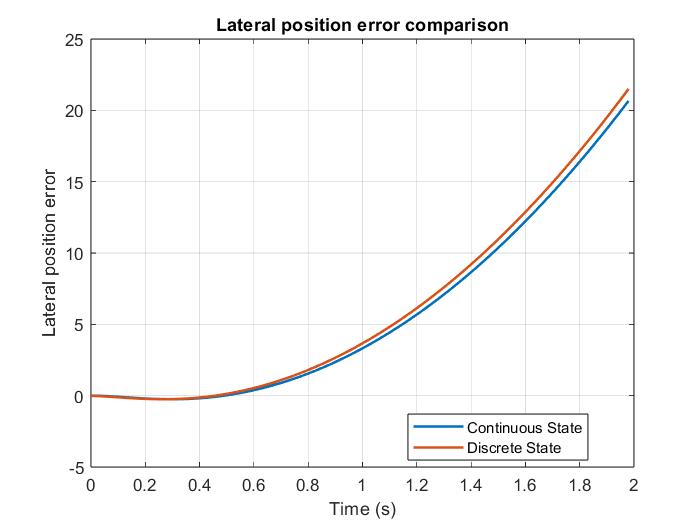 Lateral position error comparison
25
20
15
10
5
0
-5
Lateral position error
0 0.2 0.4 0.6 0.8 1 1.2 1.4 1.6 1.8 2
Time (s)
Continuous State
Discrete State